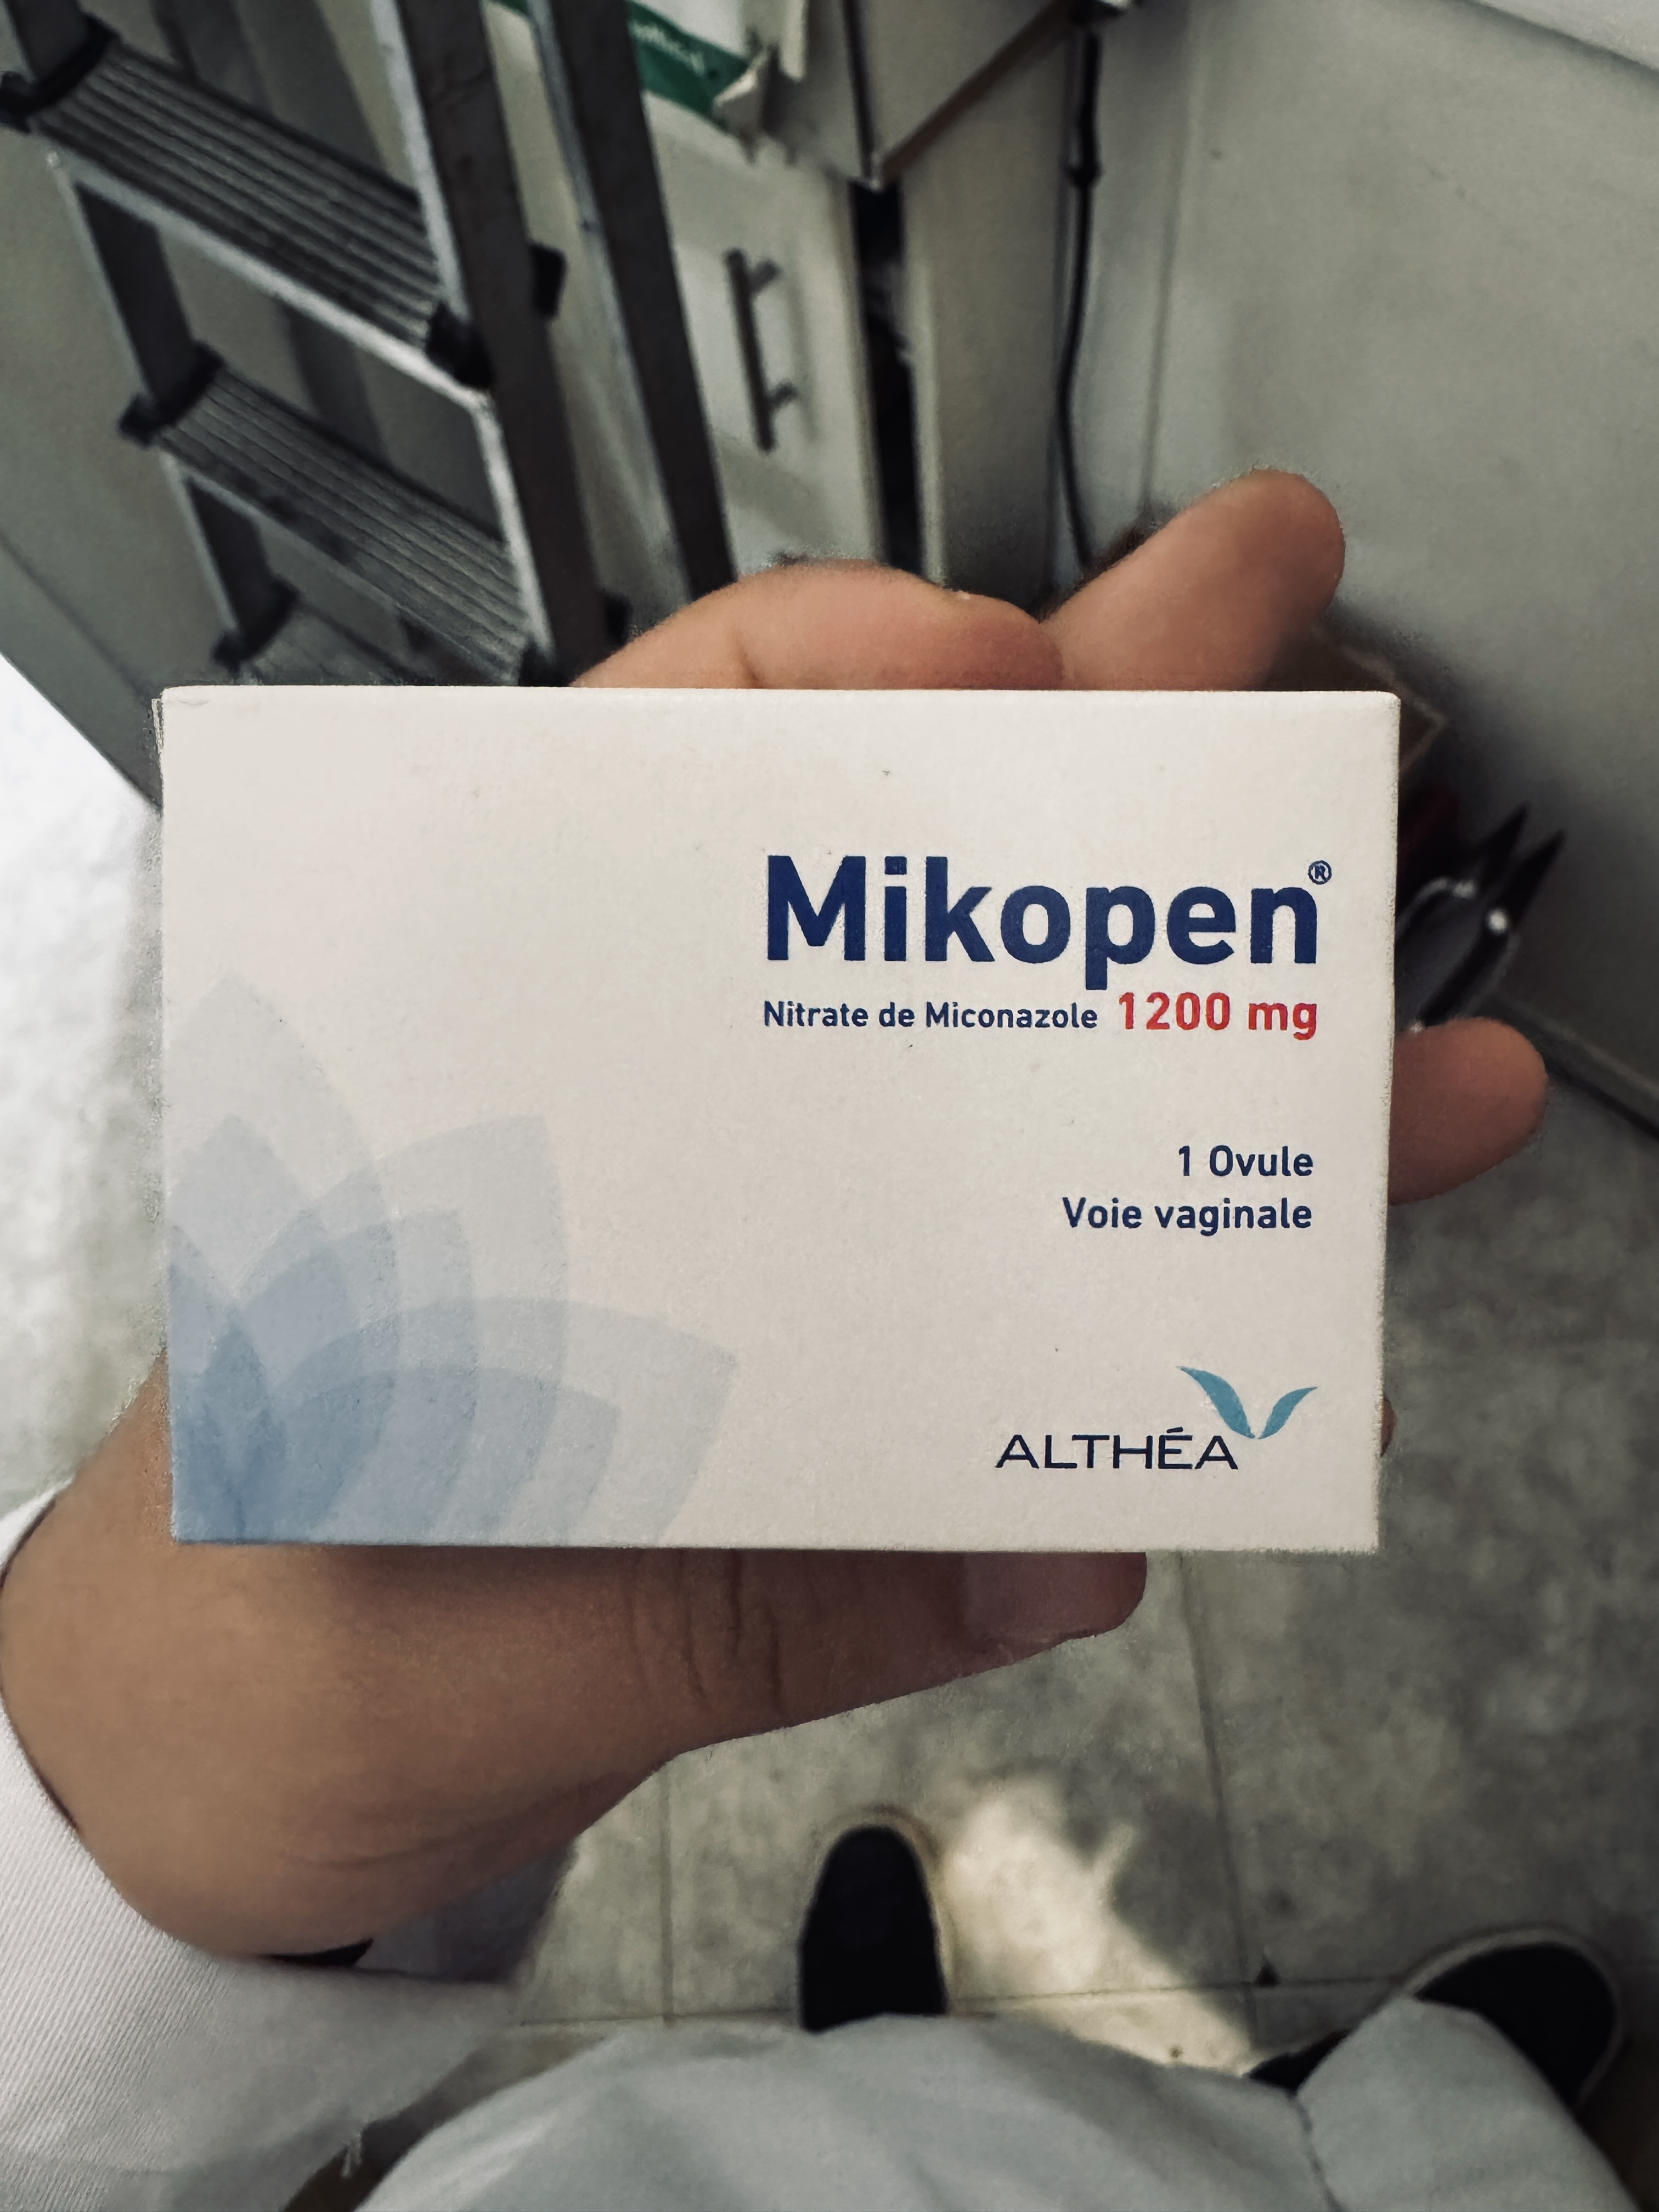 Mikopen®
Nitrate de Miconazole 1200 mg
1 Ovule
Voie vaginale
ALTHÉA